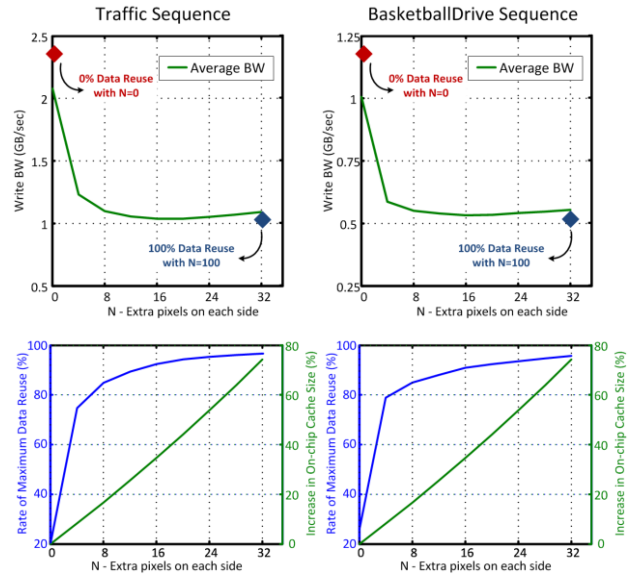 Traffic Sequence
BasketballDrive Sequence
2.5
2
1.5
1
0.5
Write BW (GB/sec)
0% Data Reuse
with N=0
Average BW
100% Data Reuse
with N=100
0 8 16 24 32
N - Extra pixels on each side
1.25
1
0.75
0.5
0.25
Write BW (GB/sec)
0% Data Reuse
with N=0
Average BW
100% Data Reuse
with N=100
0 8 16 24 32
N - Extra pixels on each side
100
80
60
40
20
Rate of Maximum Data Reuse (%)
80
60
40
20
0
Increase in On-chip Cache Size (%)
0 8 16 24 32
N - Extra pixels on each side
100
80
60
40
20
Rate of Maximum Data Reuse (%)
80
60
40
20
0
Increase in On-chip Cache Size (%)
0 8 16 24 32
N - Extra pixels on each side